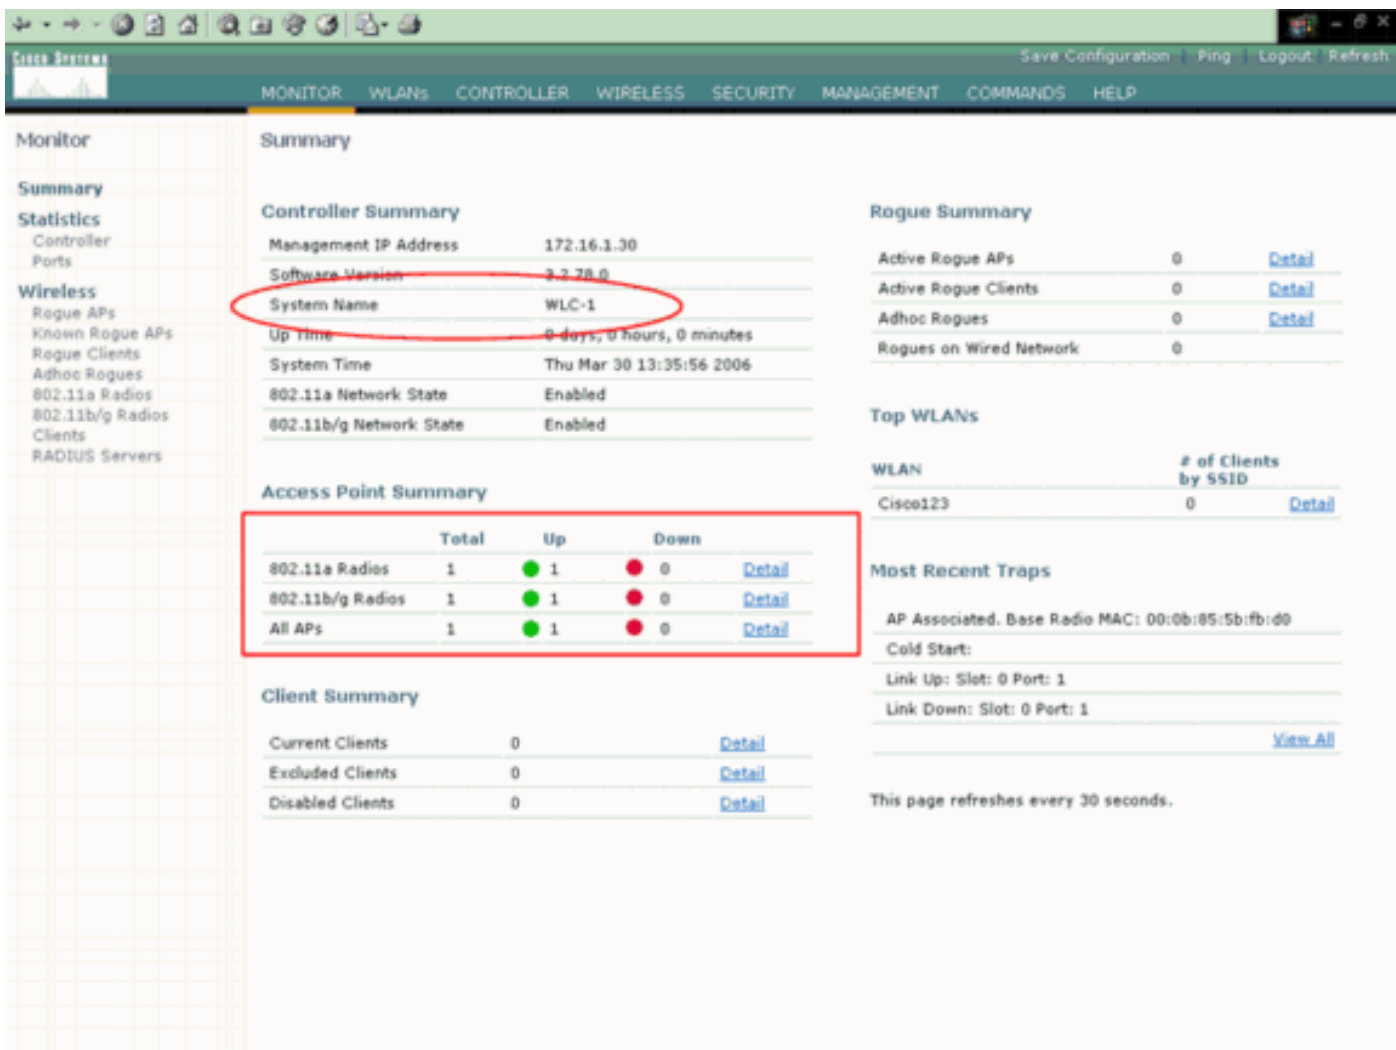 CISCO SYSTEMS
Save Configuration | Ping | Logout | Refresh
MONITOR WLANs CONTROLLER WIRELESS SECURITY MANAGEMENT COMMANDS HELP
Monitor
Summary
Statistics
Controller
Ports
Wireless
Rogue APs
Known Rogue APs
Rogue Clients
Adhoc Rogues
802.11a Radios
802.11b/g Radios
Clients
RADIUS Servers
Summary
Controller Summary
Management IP Address 172.16.1.30
Software Version 3.2.78.0
System Name WLC-1
Up Time 0 days, 0 hours, 0 minutes
System Time Thu Mar 30 13:35:56 2006
802.11a Network State Enabled
802.11b/g Network State Enabled
Access Point Summary
Total Up Down
802.11a Radios 1 1 0 Detail
802.11b/g Radios 1 1 0 Detail
All APs 1 1 0 Detail
Client Summary
Current Clients 0 Detail
Excluded Clients 0 Detail
Disabled Clients 0 Detail
Rogue Summary
Active Rogue APs 0 Detail
Active Rogue Clients 0 Detail
Adhoc Rogues 0 Detail
Rogues on Wired Network 0
Top WLANs
WLAN # of Clients by SSID
Cisco123 0 Detail
Most Recent Traps
AP Associated. Base Radio MAC: 00:0b:85:5b:fb:d0
Cold Start:
Link Up: Slot: 0 Port: 1
Link Down: Slot: 0 Port: 1
View All
This page refreshes every 30 seconds.